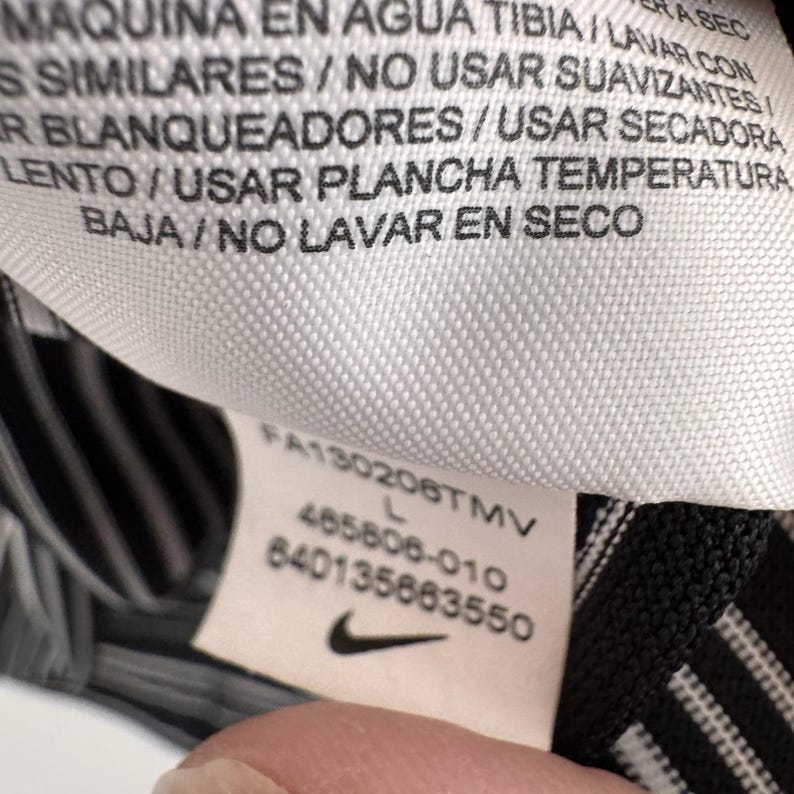 MAQUINA EN AGUA TIBIA / LAVAR CON
S SIMILARES / NO USAR SUAVIZANTES /
R BLANQUEADORES / USAR SECADORA
LENTO / USAR PLANCHA TEMPERATURA
BAJA / NO LAVAR EN SECO
FA130206TMV
L
465806-010
640135663550